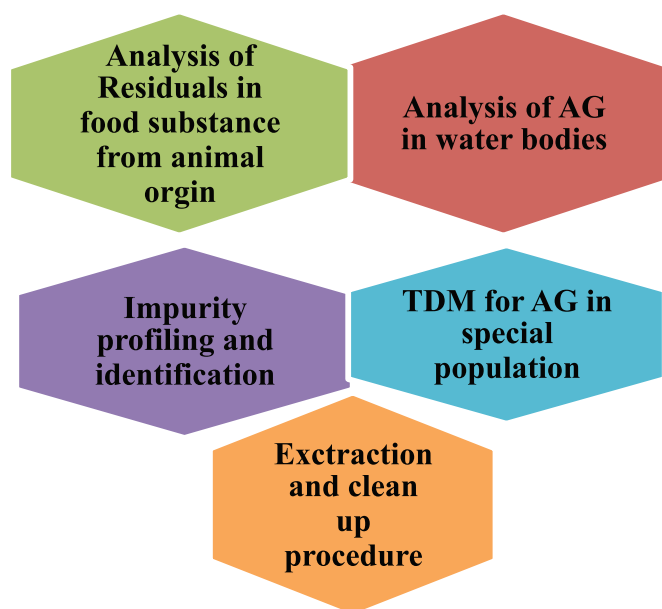 Analysis of
Residuals in
food substance
from animal
orgin
Analysis of AG
in water bodies
Impurity
profiling and
identification
TDM for AG in
special
population
Exctraction
and clean
up
procedure